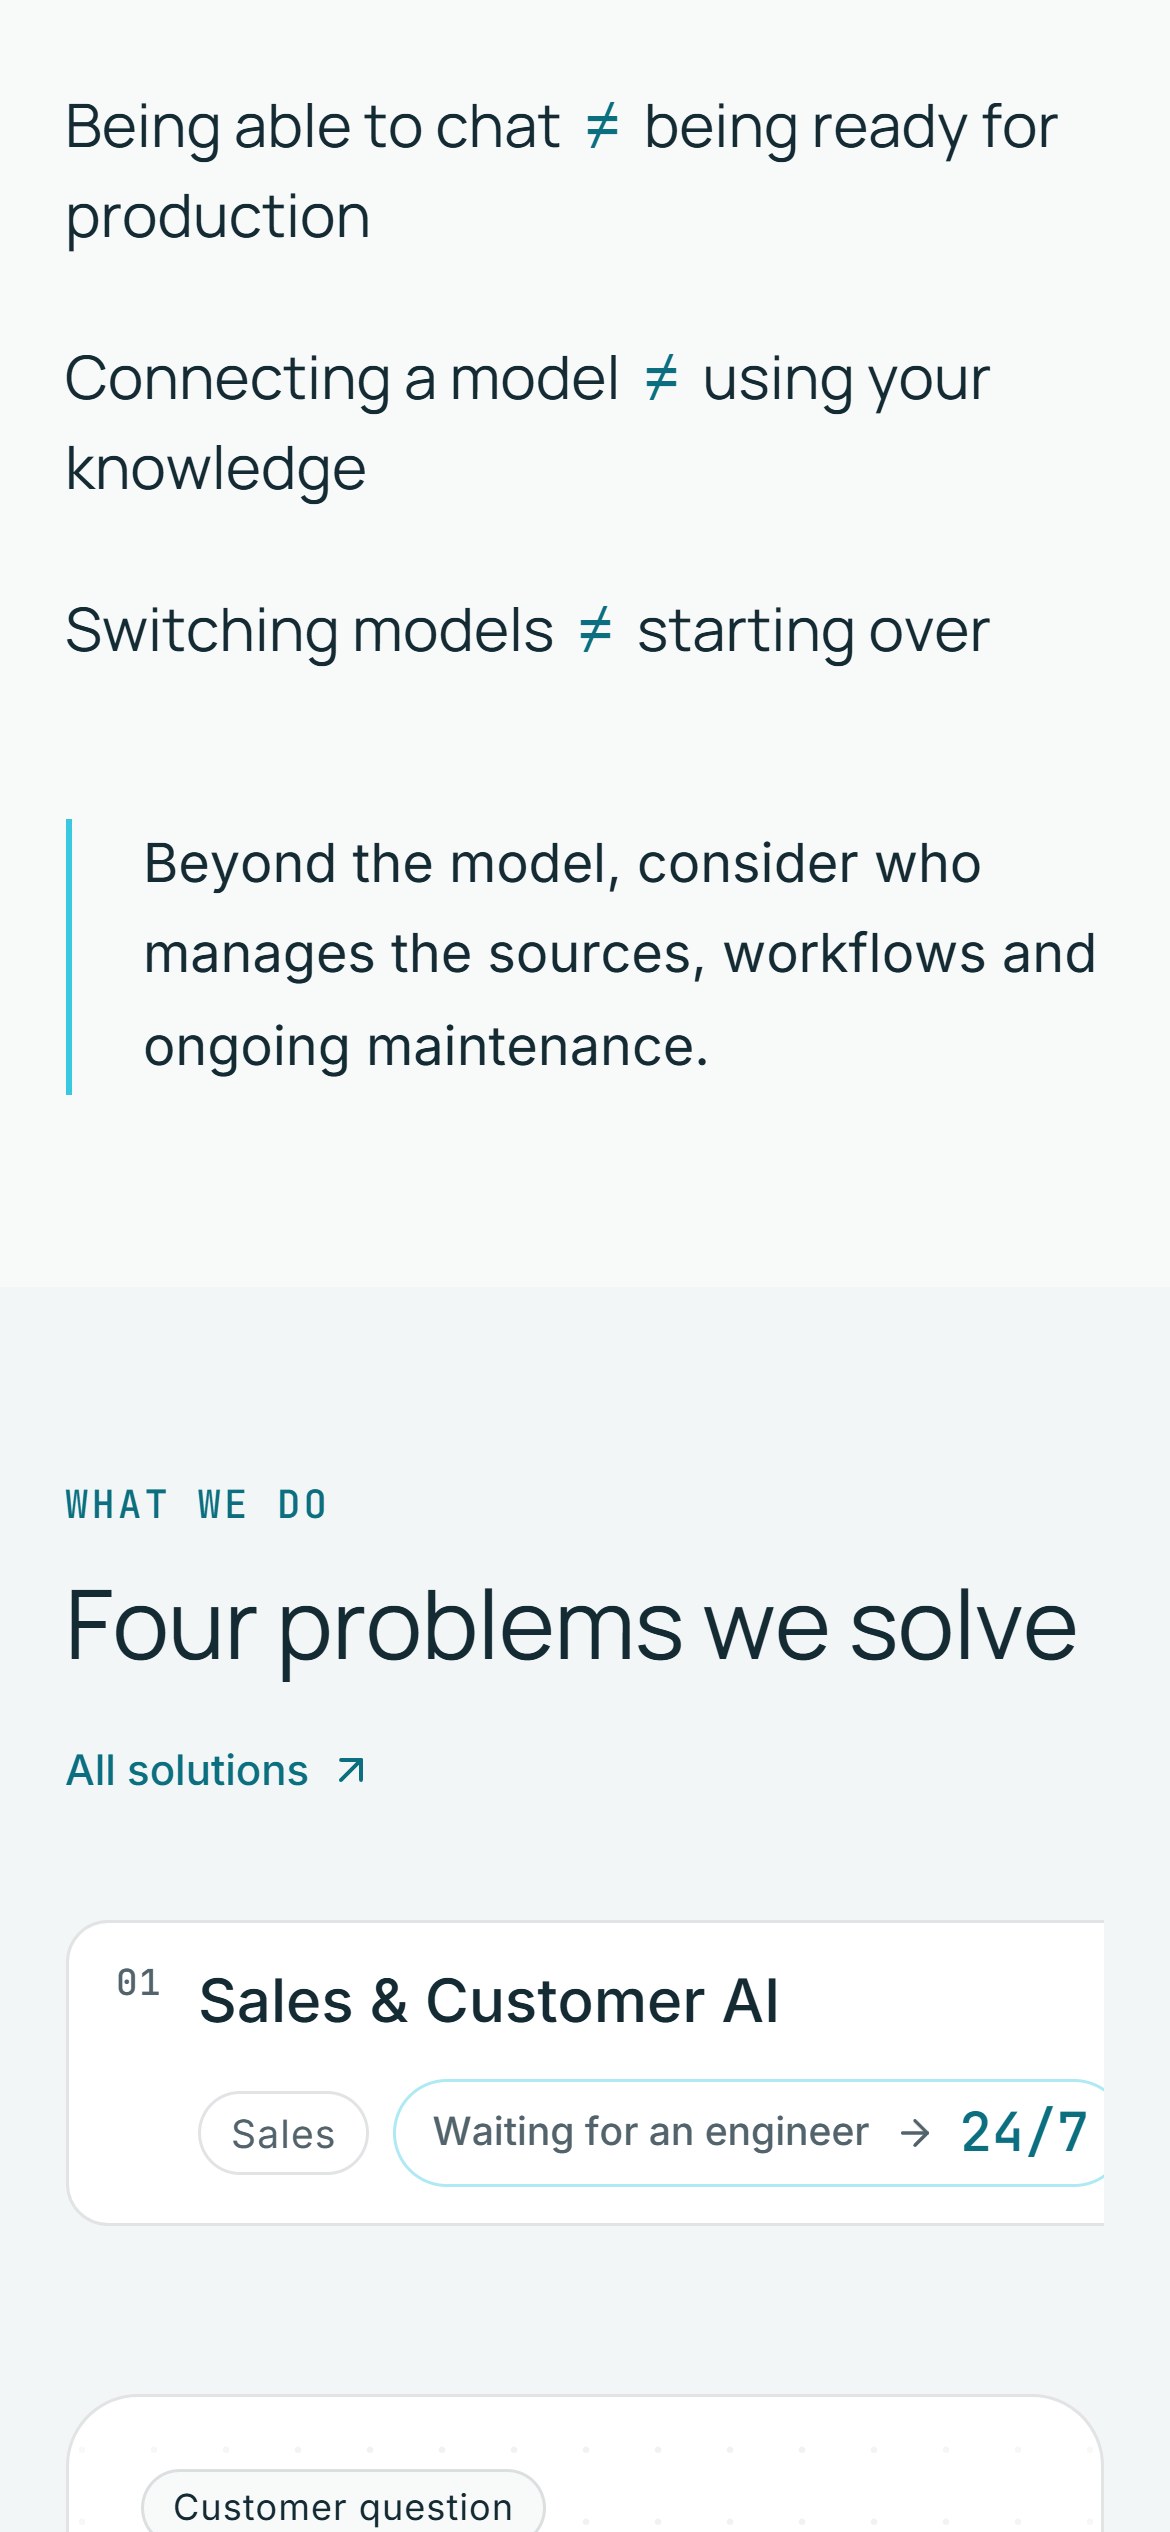 Being able to chat ≠ being ready for
production
Connecting a model ≠ using your
knowledge
Switching models ≠ starting over
Beyond the model, consider who
manages the sources, workflows and
ongoing maintenance.
WHAT WE DO
Four problems we solve
All solutions ↗
01 Sales & Customer AI
Sales Waiting for an engineer → 24/7
Customer question